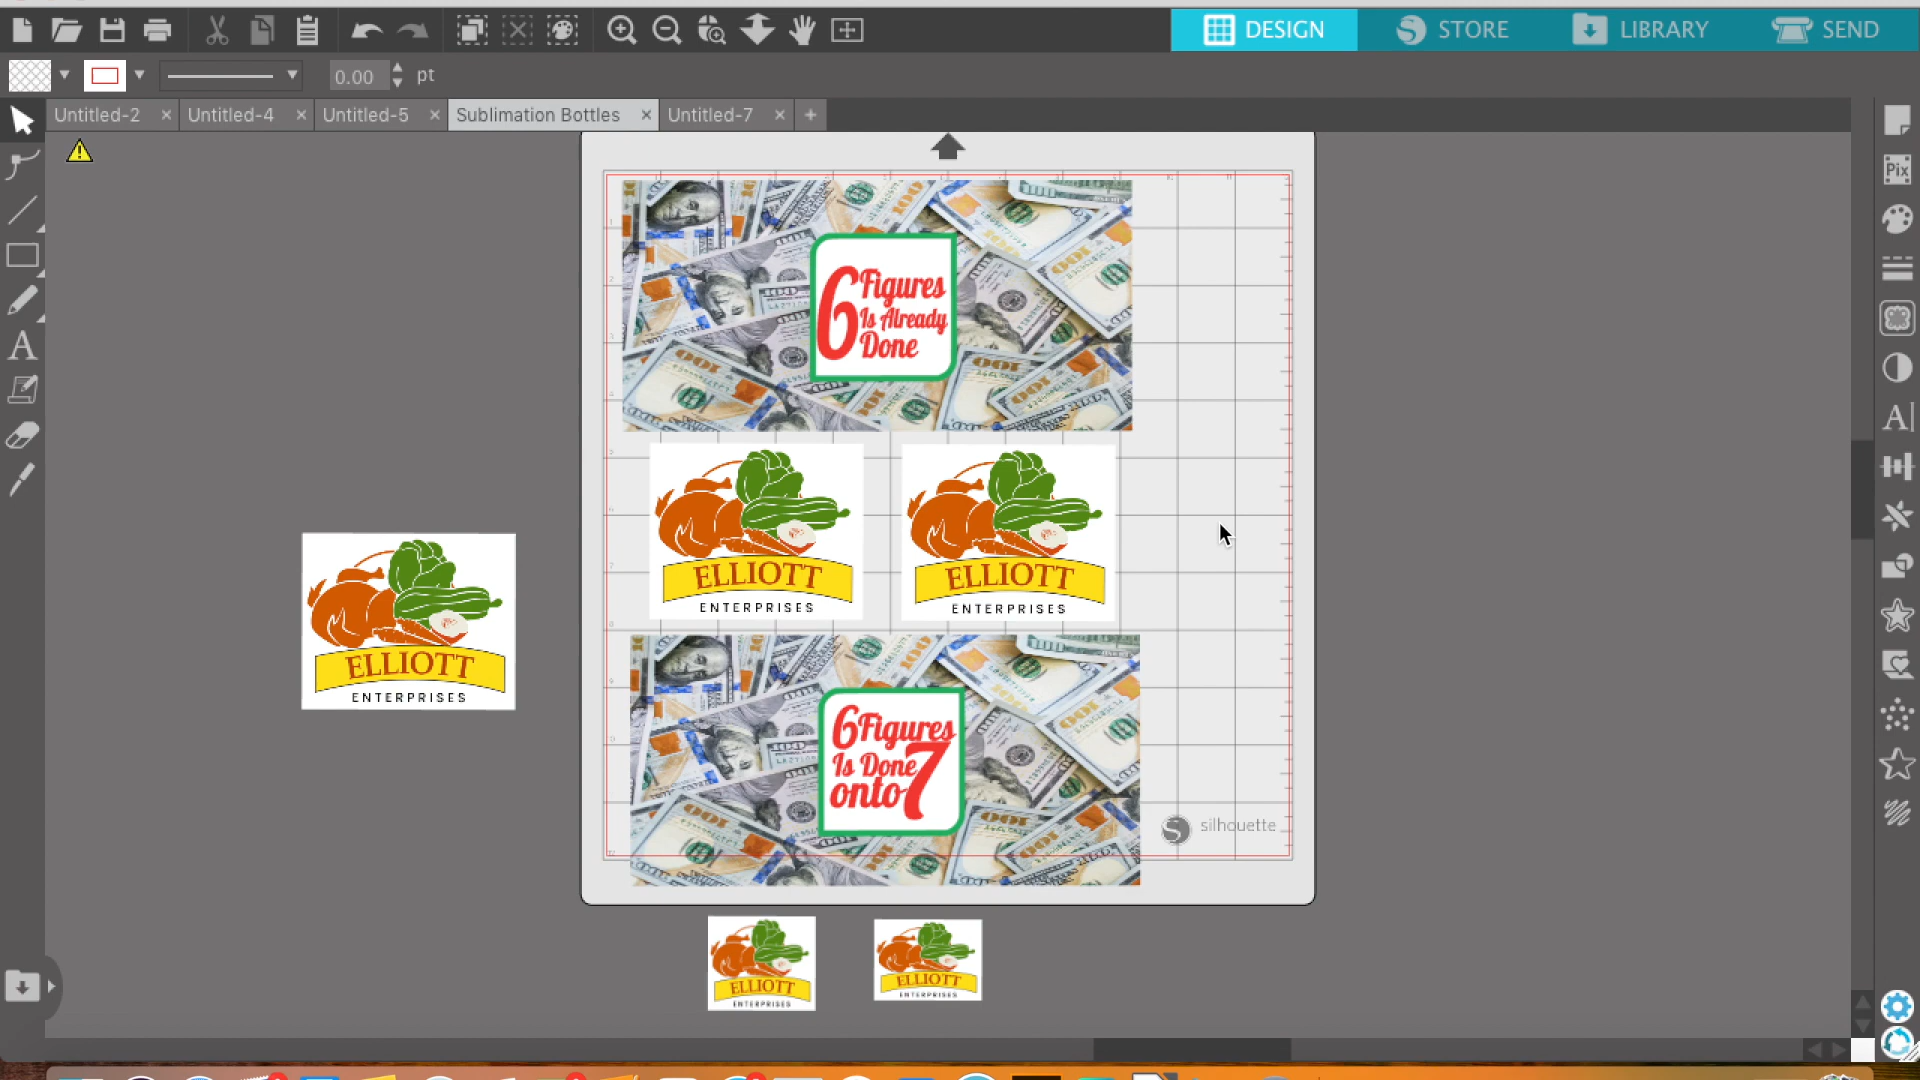 DESIGN
STORE
LIBRARY
SEND
0.00
pt
Untitled-2
Untitled-4
Untitled-5
Sublimation Bottles
Untitled-7
Pix
6 Figures
Is Already
Done
ELLIOTT
ENTERPRISES
ELLIOTT
ENTERPRISES
ELLIOTT
ENTERPRISES
6 Figures
Is Done
onto 7
silhouette
ELLIOTT
ENTERPRISES
ELLIOTT
ENTERPRISES